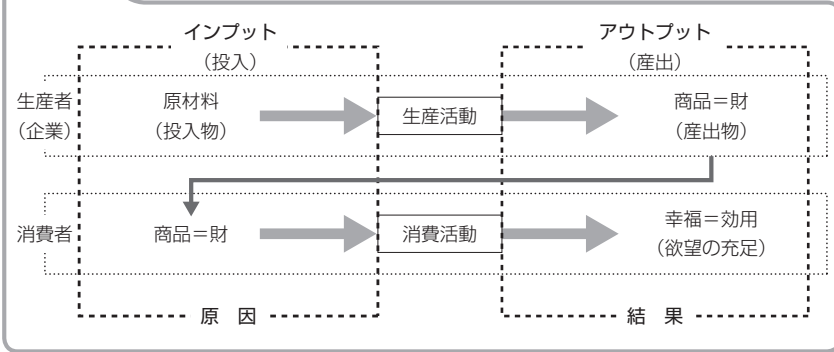 インプット
(投入)
アウトプット
(産出)
生産者
(企業)
原材料
(投入物)
生産活動
商品=財
(産出物)
消費者
商品=財
消費活動
幸福=効用
(欲望の充足)
原 因
結 果